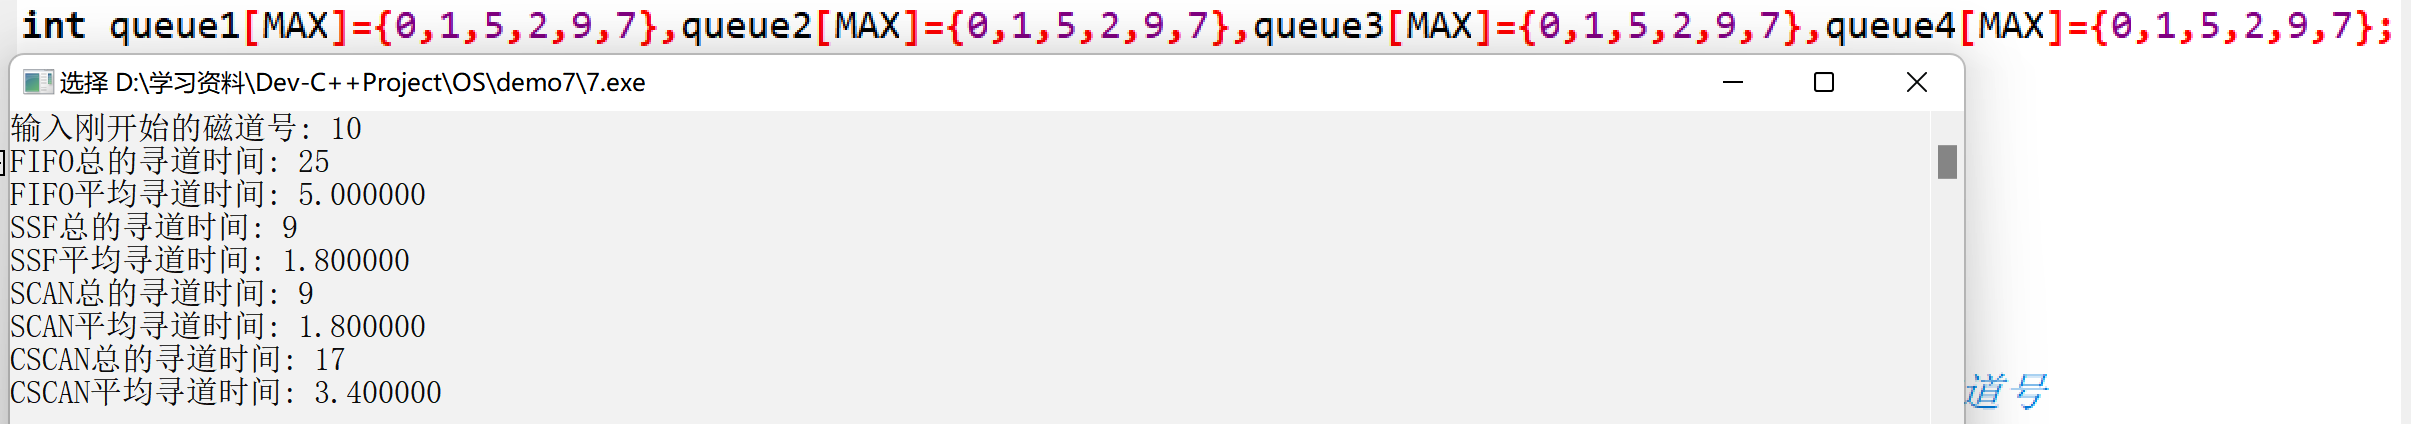 int queue1[MAX]={0,1,5,2,9,7},queue2[MAX]={0,1,5,2,9,7},queue3[MAX]={0,1,5,2,9,7},queue4[MAX]={0,1,5,2,9,7};
选择 D:\学习资料\Dev-C++Project\OS\demo7\7.exe
输入刚开始的磁道号: 10
FIFO总的寻道时间: 25
FIFO平均寻道时间: 5.000000
SSF总的寻道时间: 9
SSF平均寻道时间: 1.800000
SCAN总的寻道时间: 9
SCAN平均寻道时间: 1.800000
CSCAN总的寻道时间: 17
CSCAN平均寻道时间: 3.400000
道号